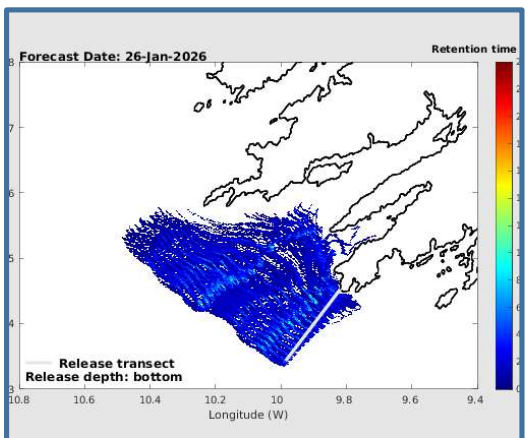 Forecast Date: 26-Jan-2026
Retention time
8
7
6
5
4
3
Release transect
Release depth: bottom
10.8
10.6
10.4
10.2
10
9.8
9.6
9.4
Longitude (W)